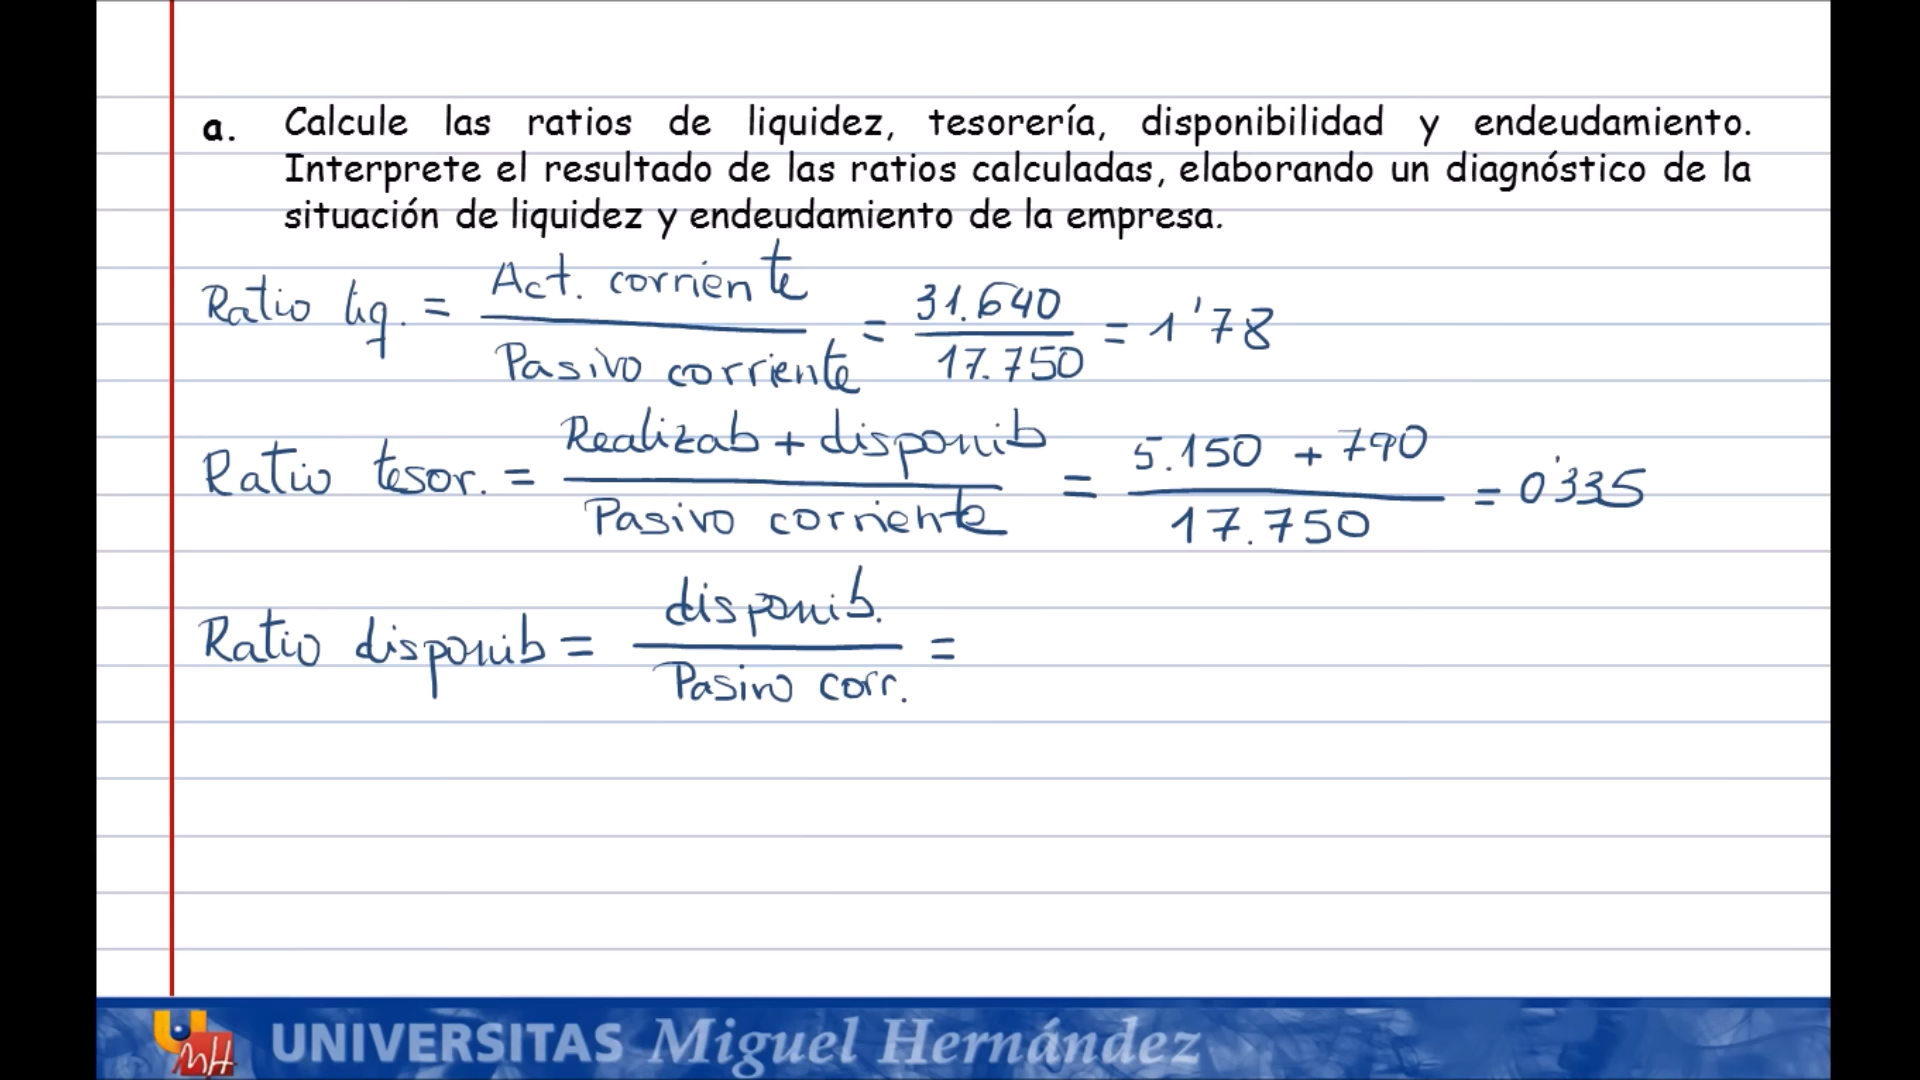 a. Calcule las ratios de liquidez, tesorería, disponibilidad y endeudamiento.
Interprete el resultado de las ratios calculadas, elaborando un diagnóstico de la
situación de liquidez y endeudamiento de la empresa.
Ratio liq. = Act. corriente / Pasivo corriente = 31.640 / 17.750 = 1'78
Ratio tesor. = Realizab + disponib / Pasivo corriente = 5.150 + 790 / 17.750 = 0'335
Ratio disponib = disponib. / Pasivo corr. =
UMH UNIVERSITAS Miguel Hernández